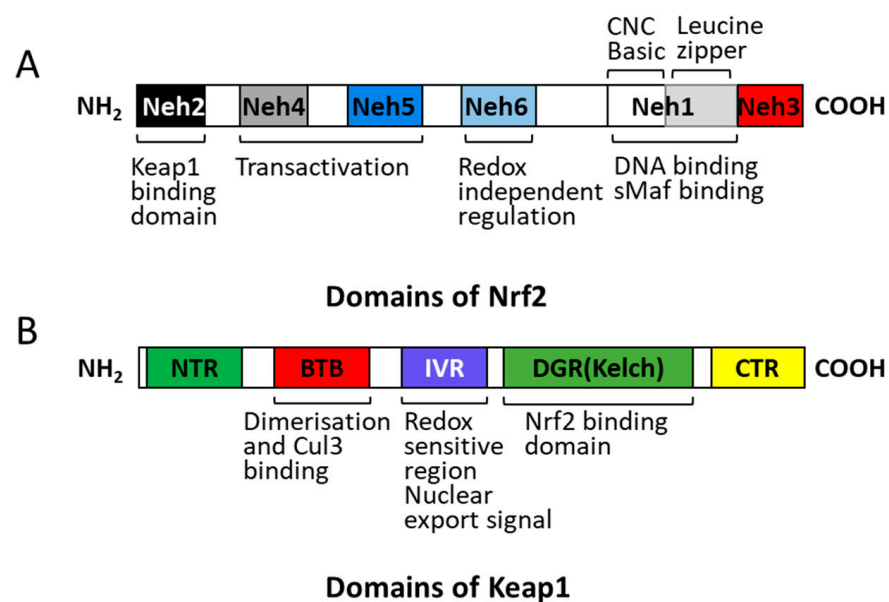 A
CNC
Basic
Leucine
zipper
NH₂ Neh2 Neh4 Neh5 Neh6 Neh1 Neh3 COOH
Keap1
binding
domain
Transactivation
Redox
independent
regulation
DNA binding
sMaf binding
Domains of Nrf2
B
NH₂ NTR BTB IVR DGR(Kelch) CTR COOH
Dimerisation
and Cul3
binding
Redox
sensitive
region
Nuclear
export signal
Nrf2 binding
domain
Domains of Keap1